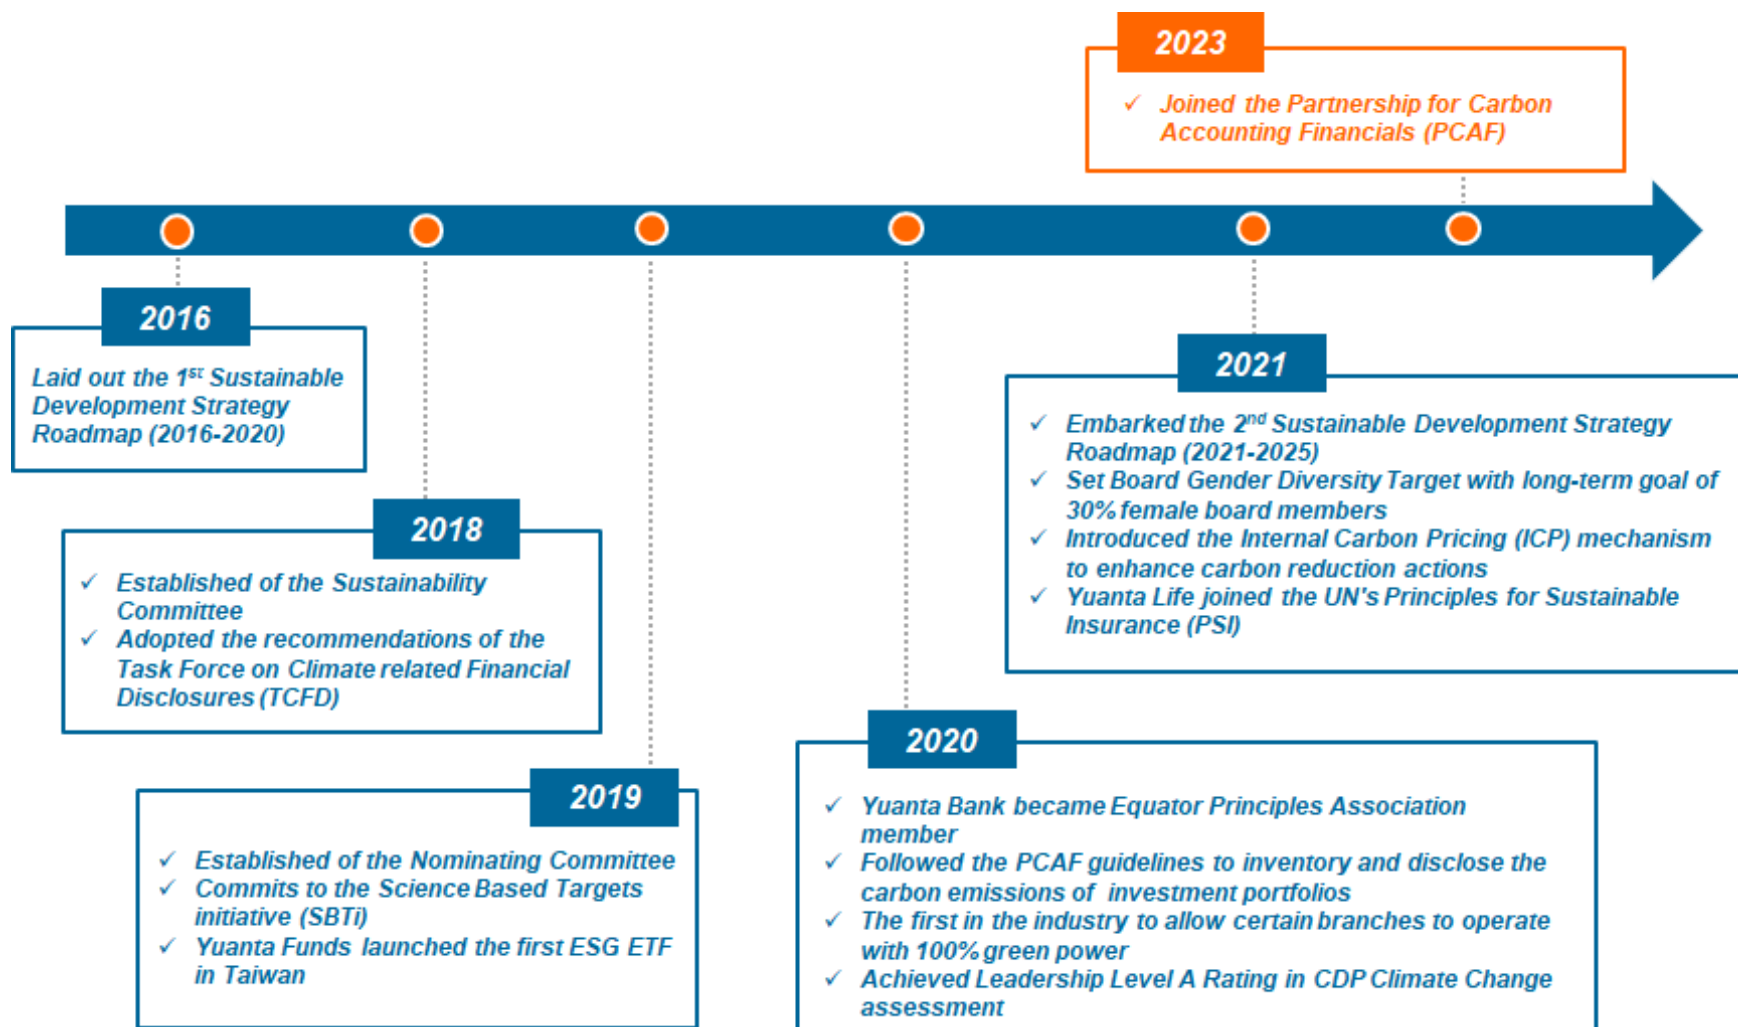 2023
✓ Joined the Partnership for Carbon
Accounting Financials (PCAF)
2016
Laid out the 1st Sustainable
Development Strategy
Roadmap (2016-2020)
2018
✓ Established of the Sustainability
Committee
✓ Adopted the recommendations of the
Task Force on Climate related Financial
Disclosures (TCFD)
2019
✓ Established of the Nominating Committee
✓ Commits to the Science Based Targets
initiative (SBTi)
✓ Yuanta Funds launched the first ESG ETF
in Taiwan
2020
✓ Yuanta Bank became Equator Principles Association
member
✓ Followed the PCAF guidelines to inventory and disclose the
carbon emissions of investment portfolios
✓ The first in the industry to allow certain branches to operate
with 100% green power
✓ Achieved Leadership Level A Rating in CDP Climate Change
assessment
2021
✓ Embarked the 2nd Sustainable Development Strategy
Roadmap (2021-2025)
✓ Set Board Gender Diversity Target with long-term goal of
30% female board members
✓ Introduced the Internal Carbon Pricing (ICP) mechanism
to enhance carbon reduction actions
✓ Yuanta Life joined the UN's Principles for Sustainable
Insurance (PSI)